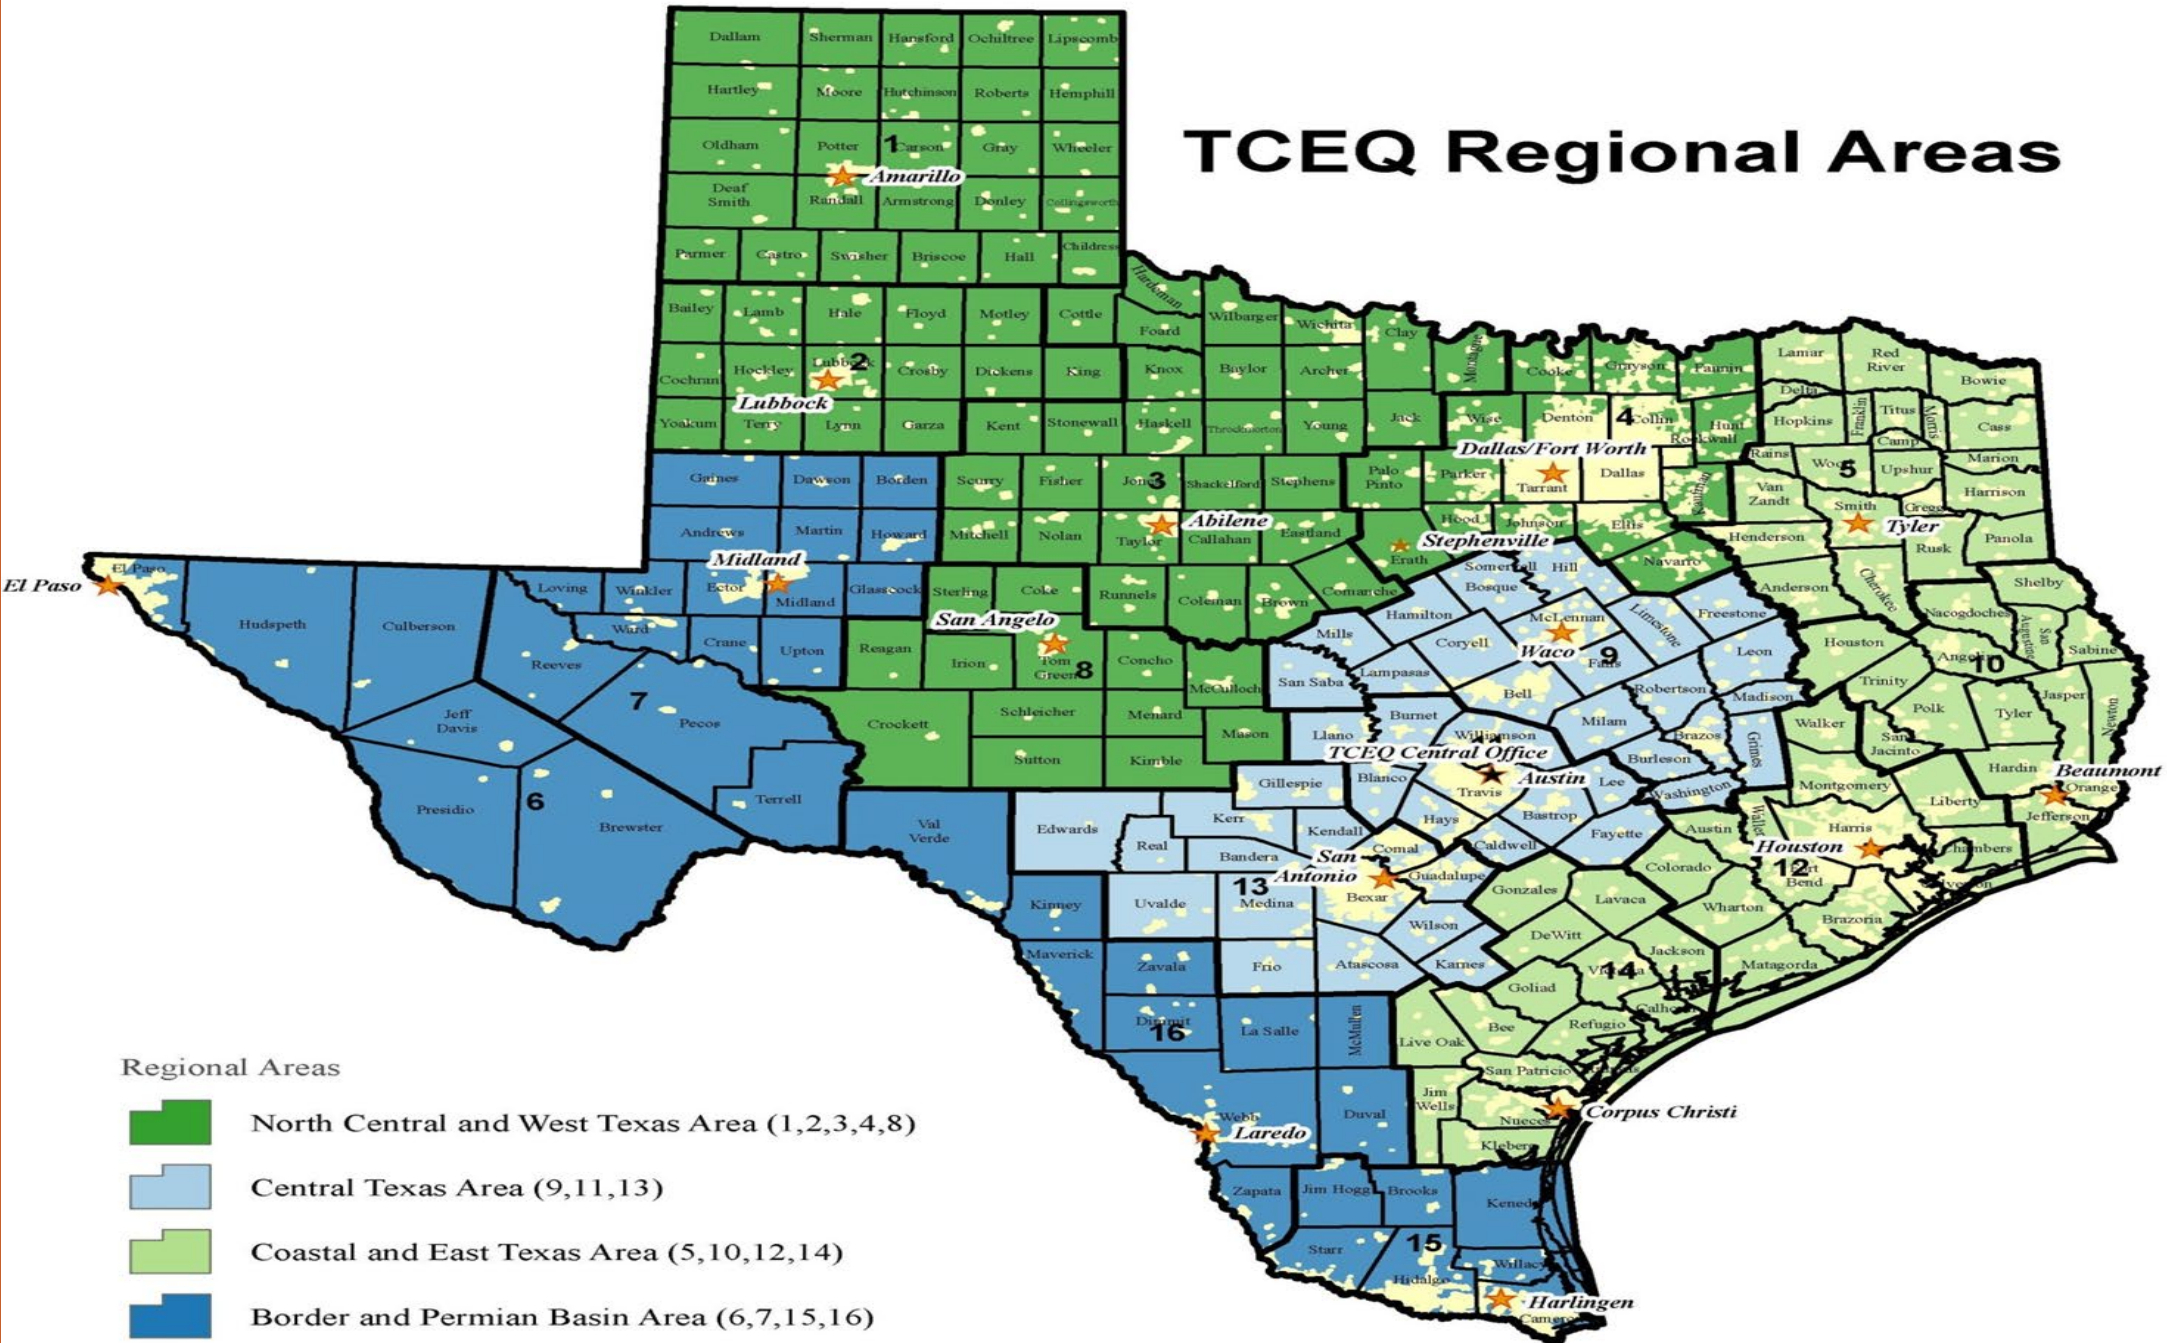 TCEQ Regional Areas
Dallam Sherman Hansford Ochiltree Lipscomb
Hartley Moore Hutchinson Roberts Hemphill
1
Oldham Potter Carson Gray Wheeler
Amarillo
Deaf
Smith Randall Armstrong Donley Collingsworth
Parmer Castro Swisher Briscoe Hall Childress
Hardeman
Bailey Lamb Hale Floyd Motley Cottle Foard Wilbarger Wichita Clay
Montague Cooke Grayson Fannin Lamar Red
River Bowie
2
Cochran Hockley Lubbock Crosby Dickens King Knox Baylor Archer
Delta
Lubbock
Yoakum Terry Lynn Garza Kent Stonewall Haskell Throckmorton Young Jack Wise Denton 4 Collin Hunt Hopkins Franklin Titus Morris Cass
Rockwall Camp
Dallas/Fort Worth
Gaines Dawson Borden Scurry Fisher Jones 3 Shackelford Stephens Palo
Pinto Parker Tarrant Dallas Kaufman Rains Wood 5 Upshur Marion
Van
Zandt Harrison
Andrews Martin Howard Mitchell Nolan Taylor Abilene Callahan Eastland Hood Johnson Ellis Smith Gregg
Tyler
Stephenville
Erath Navarro Henderson Rusk Panola
Midland
El Paso El Paso Loving Winkler Ector Midland Glasscock Sterling Coke Runnels Coleman Brown Comanche Somervell Hill Bosque Anderson Cherokee Shelby
Hudspeth Culberson San Angelo Hamilton McLennan Limestone Freestone Nacogdoches San
Augustine
Reeves Ward Crane Upton Reagan Irion Tom
Green 8 Concho McCulloch Mills Coryell Waco Falls 9 Leon Houston Angelina 10 Sabine
San Saba Lampasas Bell Robertson Madison Trinity Jasper Newton
7
Jeff
Davis Pecos Crockett Schleicher Menard Mason Llano Burnet Williamson Milam Brazos Grimes Walker Polk Tyler
San
Jacinto
Sutton Kimble TCEQ Central Office Burleson Hardin Beaumont
6
Presidio Brewster Terrell Gillespie Blanco Travis Austin Lee Washington Montgomery Liberty Orange
Val
Verde Edwards Kerr Kendall Hays Bastrop Fayette Austin Waller Harris Jefferson
Real Bandera San
Antonio Comal Caldwell Colorado Houston Chambers
Kinney Uvalde 13
Medina Bexar Guadalupe Gonzales Lavaca 12 Fort
Bend Galveston
Wharton Brazoria
Wilson DeWitt
Maverick Zavala Frio Atascosa Karnes Jackson Matagorda
Goliad Victoria 14
Calhoun
Dimmit
16 La Salle McMullen Live Oak Bee Refugio
San Patricio Aransas
Webb Duval Jim
Wells Nueces Corpus Christi
Laredo Kleberg
Zapata Jim Hogg Brooks Kenedy
Starr 15 Willacy
Hidalgo
Harlingen
Cameron
Regional Areas
North Central and West Texas Area (1,2,3,4,8)
Central Texas Area (9,11,13)
Coastal and East Texas Area (5,10,12,14)
Border and Permian Basin Area (6,7,15,16)